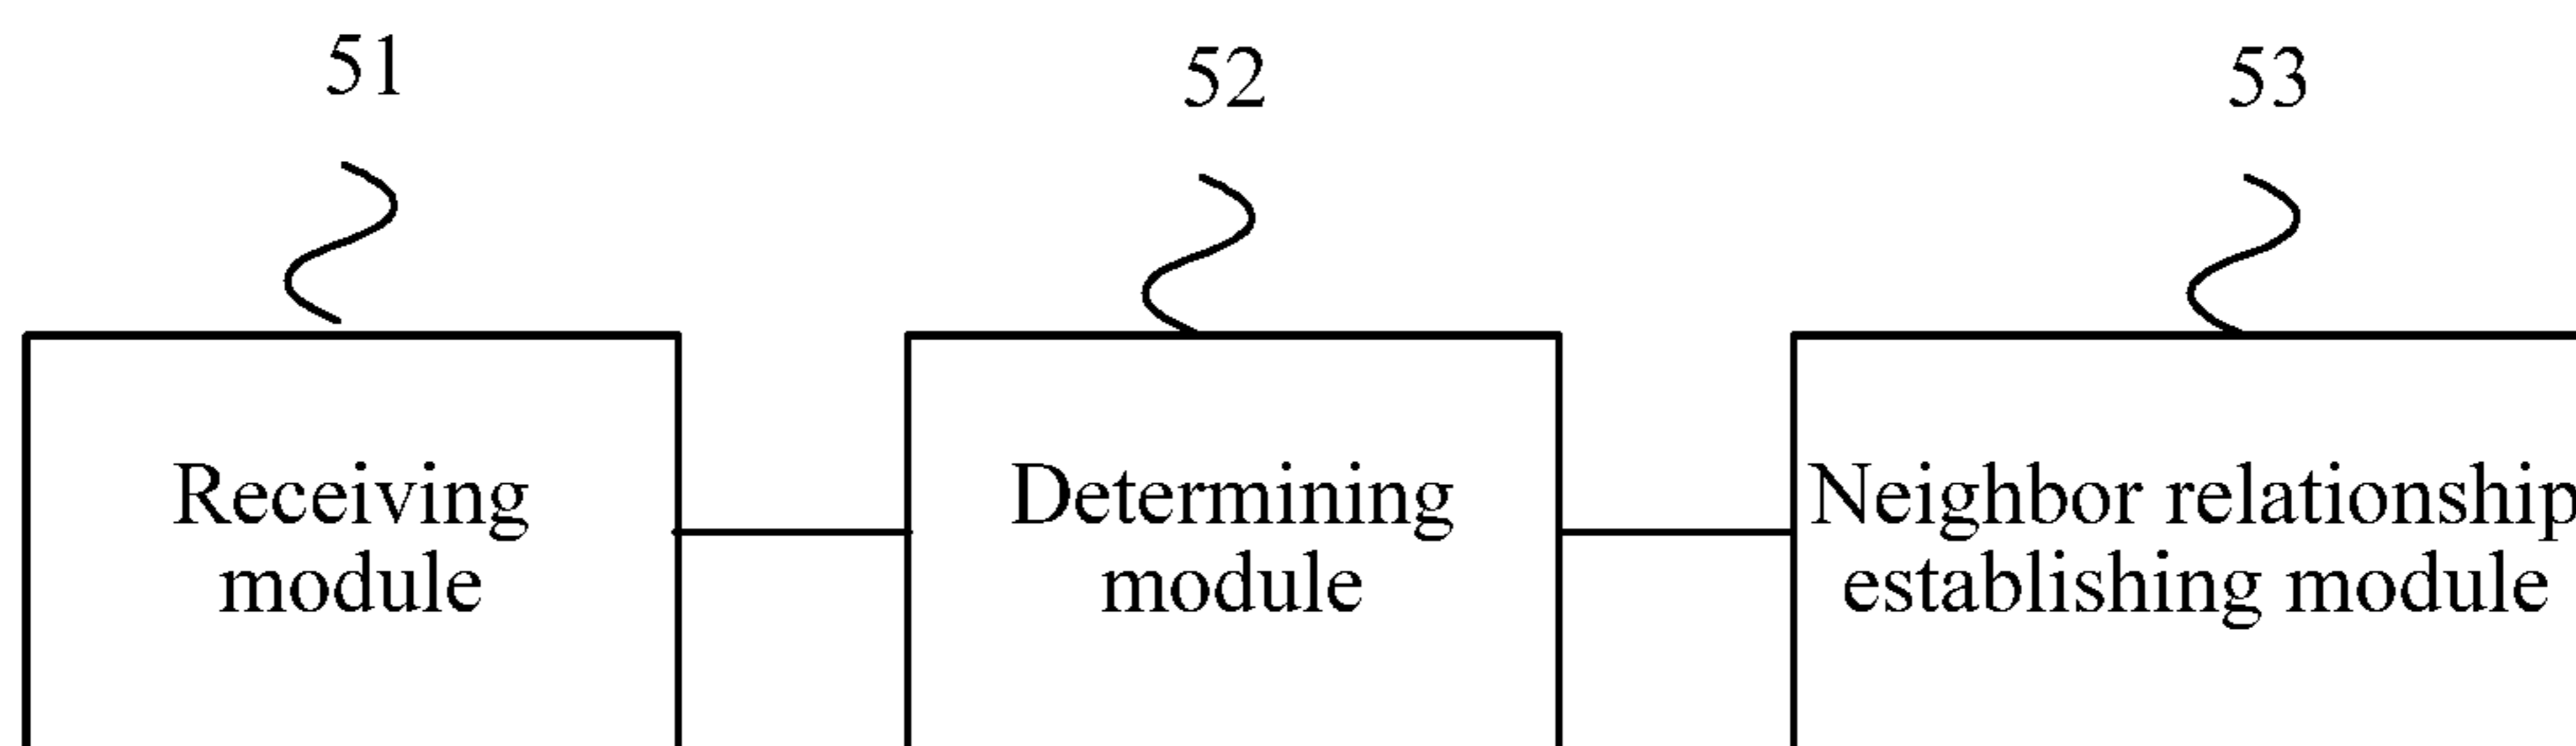 51
52
53
Receiving
module
Determining
module
Neighbor relationship
establishing module